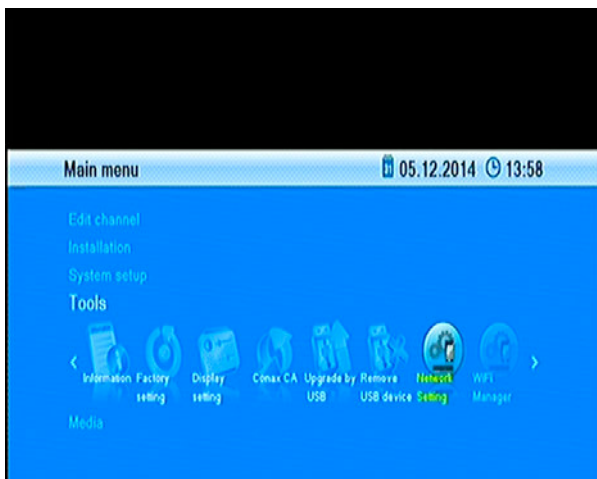 Main menu 31 05.12.2014 13:58
Edit channel
Installation
System setup
Tools
Information Factory setting Display setting Conax CA Upgrade by USB Remove USB device Network Setting WIFI Manager
Media